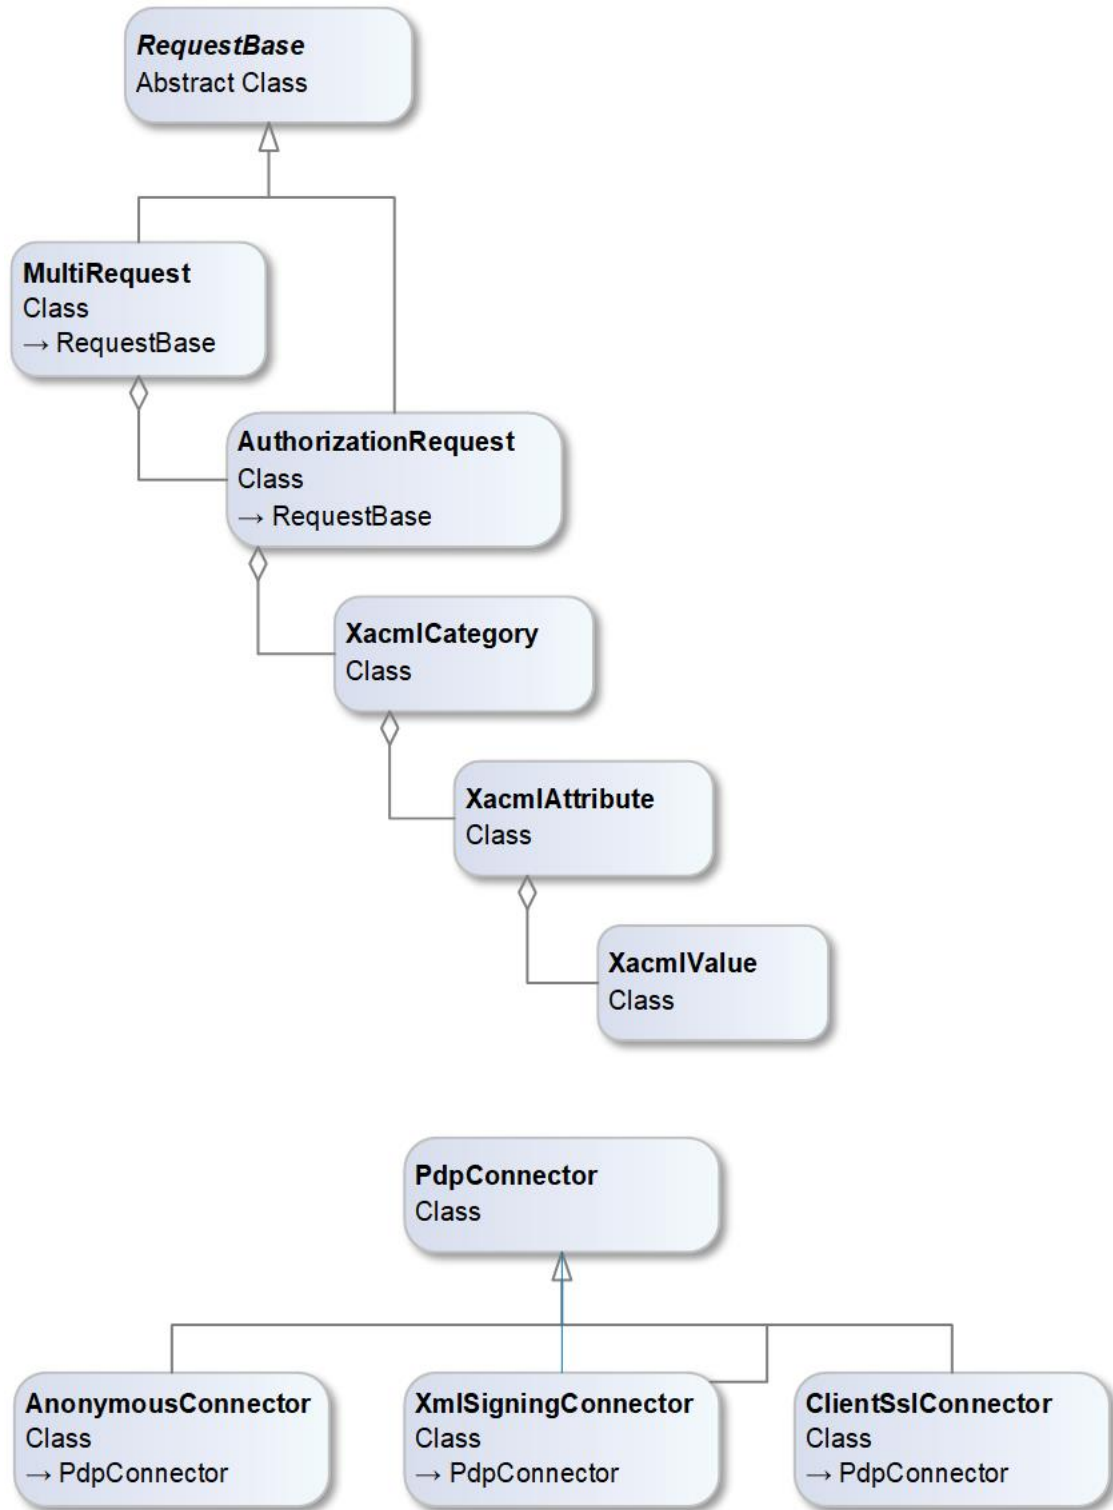 RequestBase
Abstract Class
MultiRequest
Class
→ RequestBase
AuthorizationRequest
Class
→ RequestBase
XacmlCategory
Class
XacmlAttribute
Class
XacmlValue
Class
PdpConnector
Class
AnonymousConnector
Class
→ PdpConnector
XmlSigningConnector
Class
→ PdpConnector
ClientSslConnector
Class
→ PdpConnector